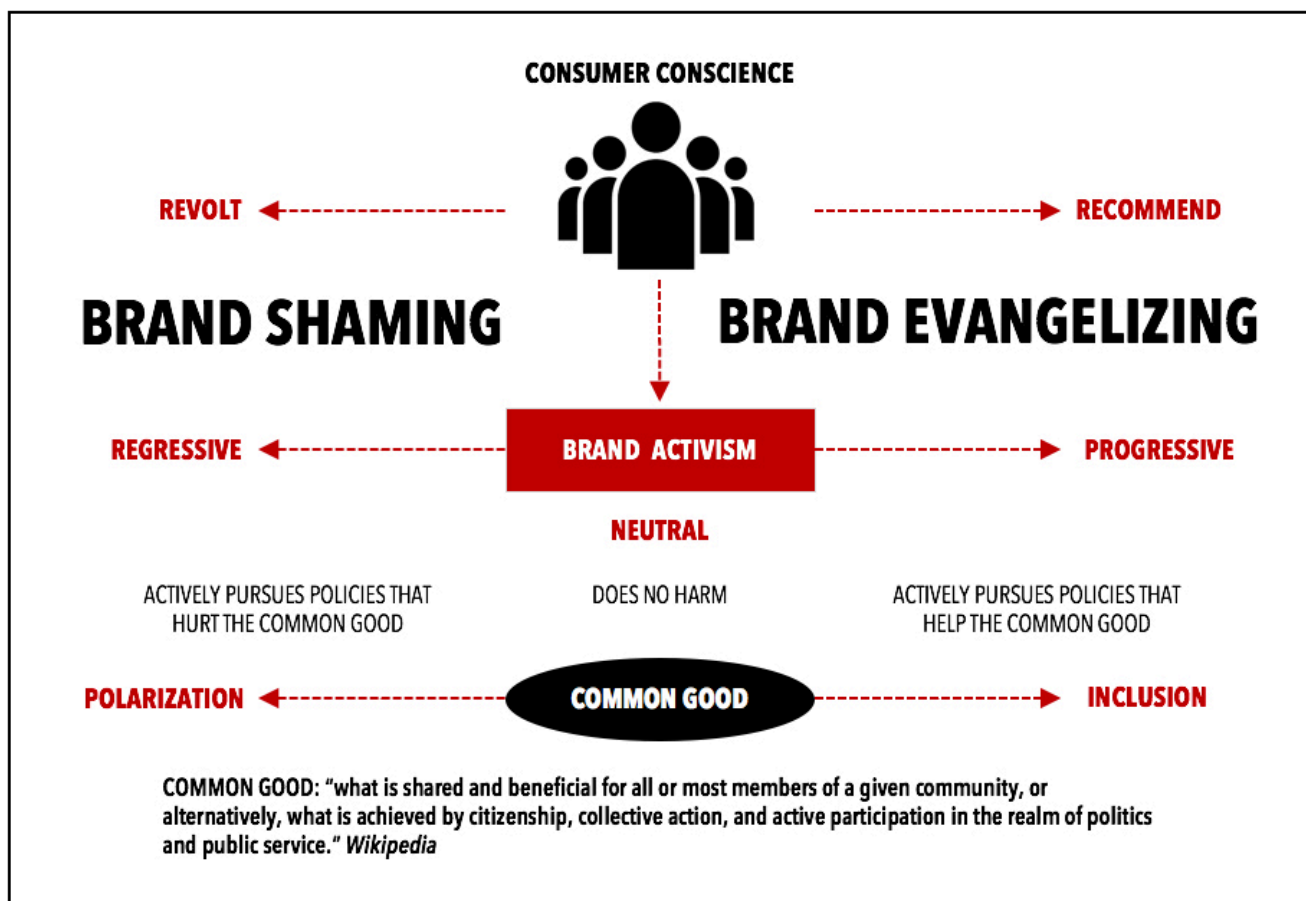 CONSUMER CONSCIENCE
REVOLT
RECOMMEND
BRAND SHAMING
BRAND EVANGELIZING
REGRESSIVE
BRAND ACTIVISM
PROGRESSIVE
NEUTRAL
ACTIVELY PURSUES POLICIES THAT
HURT THE COMMON GOOD
DOES NO HARM
ACTIVELY PURSUES POLICIES THAT
HELP THE COMMON GOOD
POLARIZATION
COMMON GOOD
INCLUSION
COMMON GOOD: "what is shared and beneficial for all or most members of a given community, or
alternatively, what is achieved by citizenship, collective action, and active participation in the realm of politics
and public service." Wikipedia